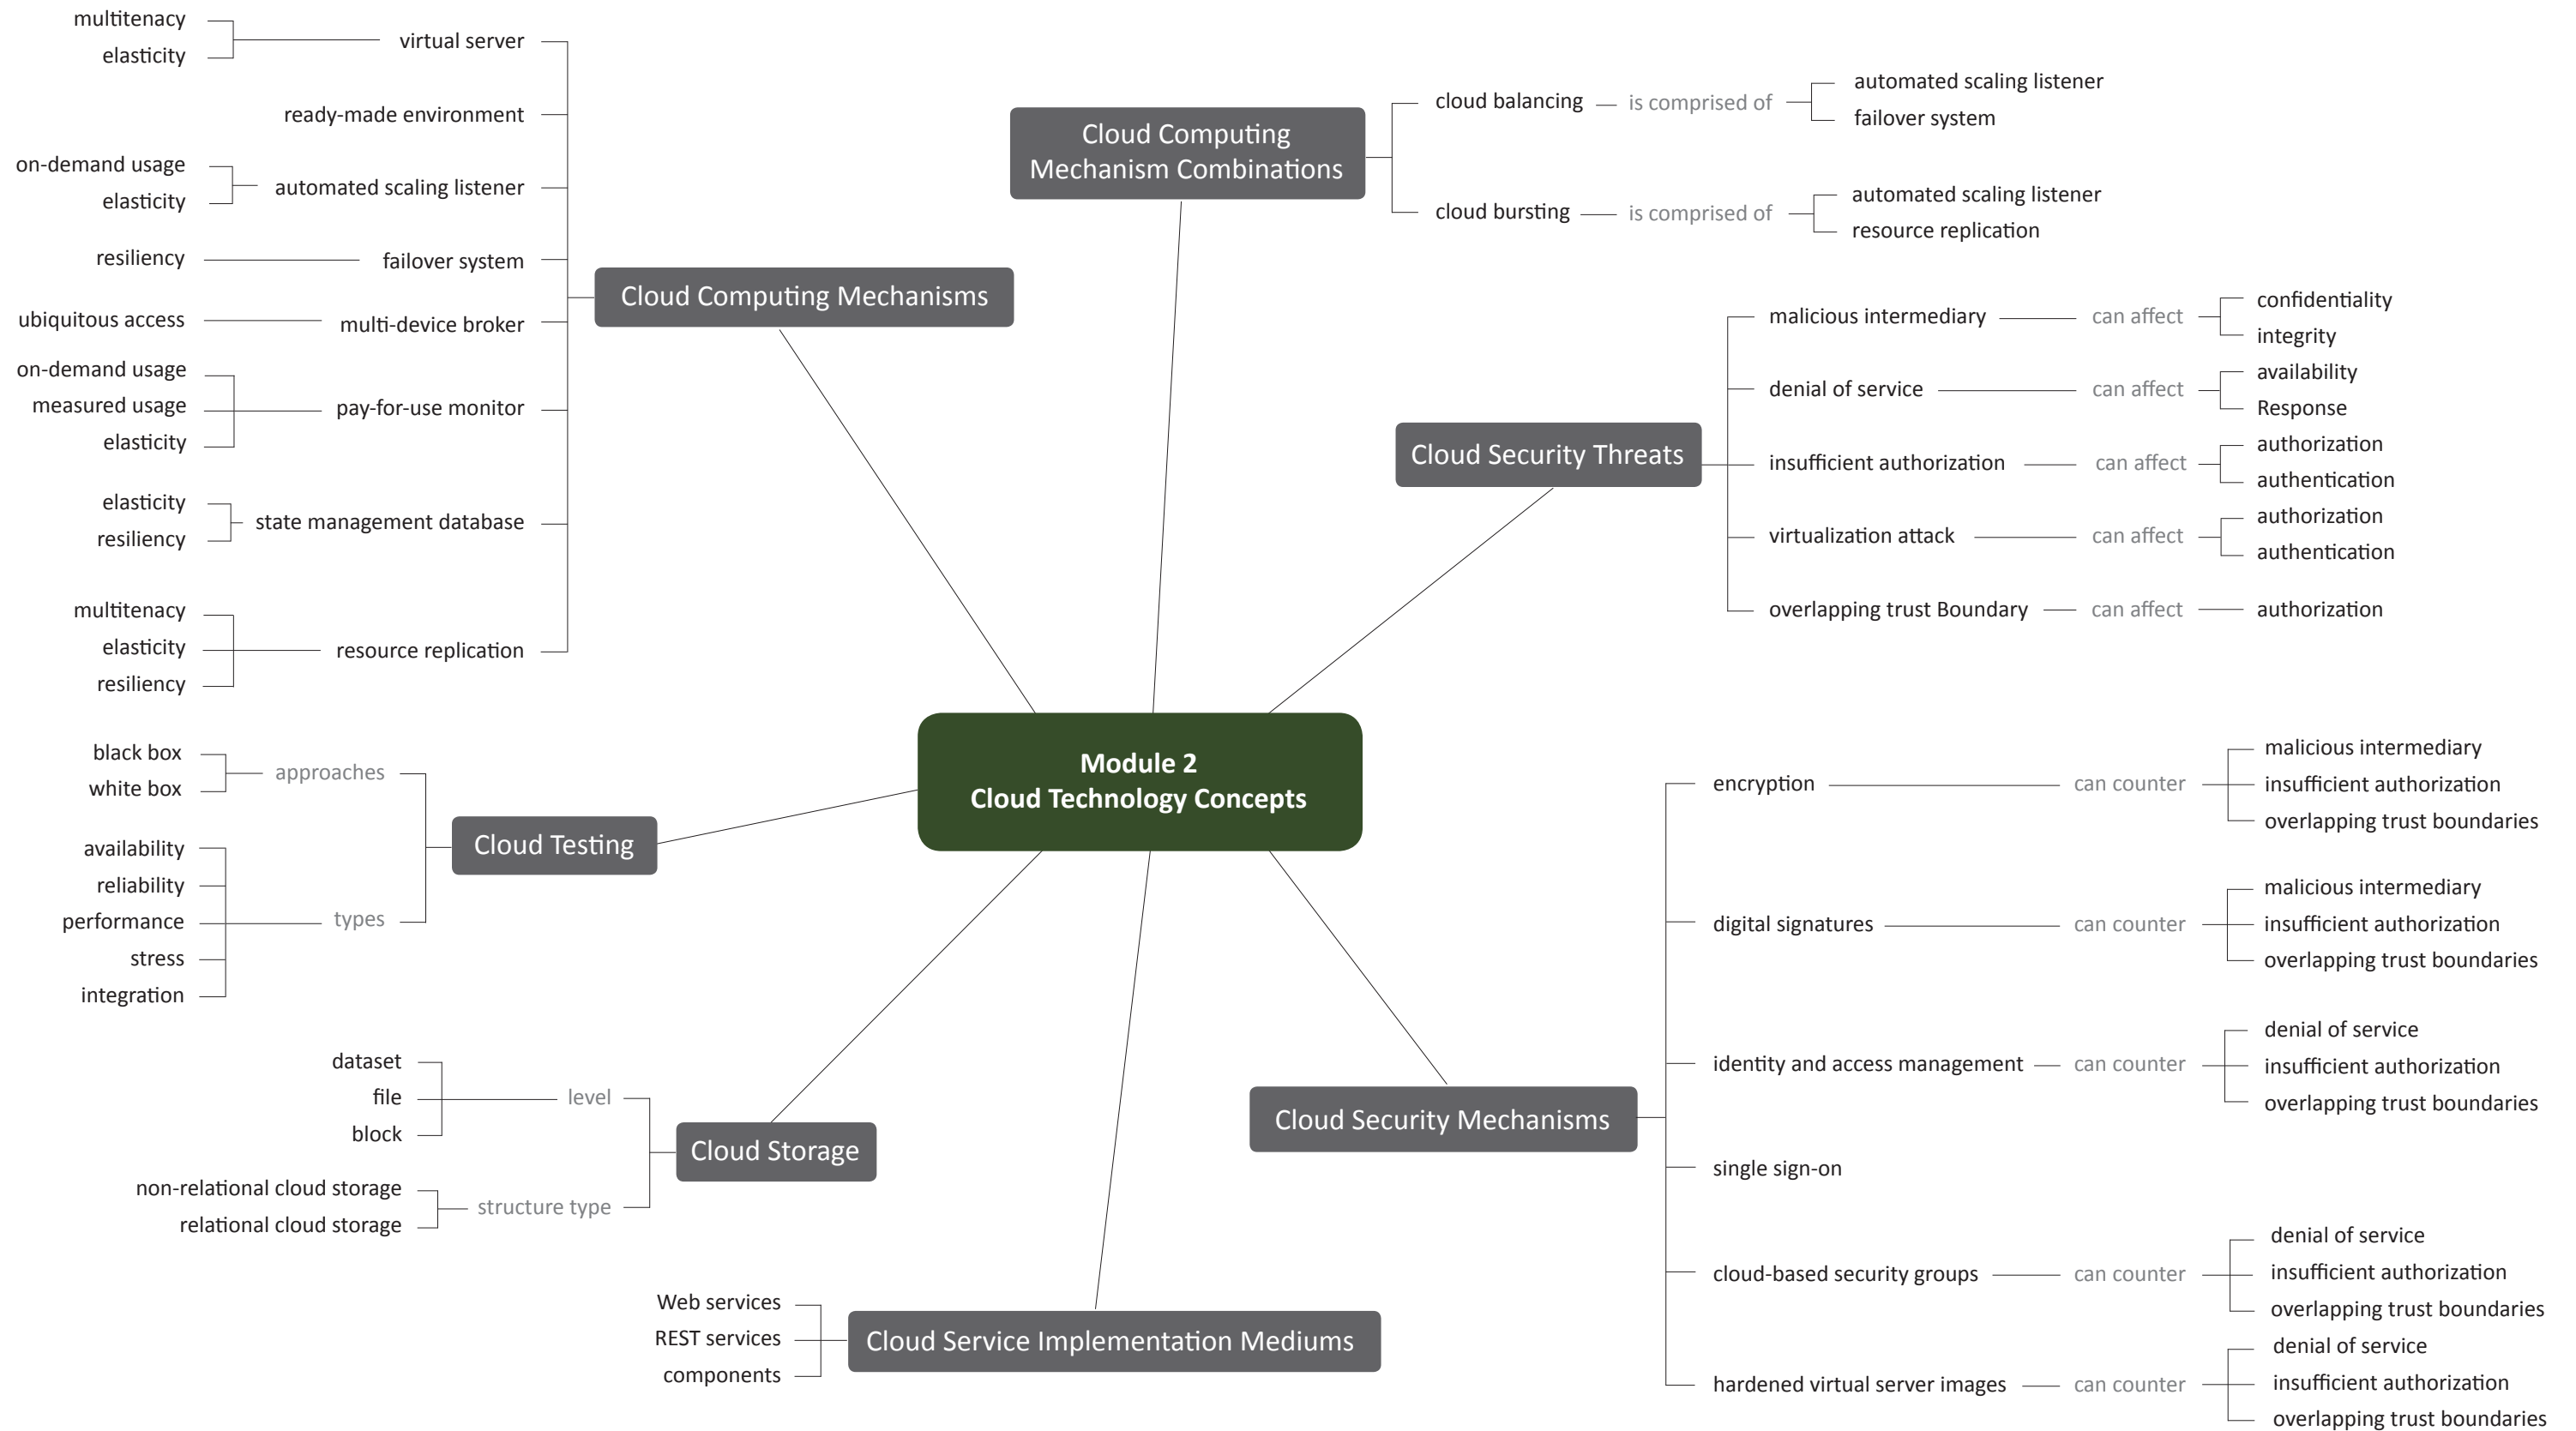 multitenacy
elasticity
virtual server
ready-made environment
on-demand usage
elasticity
automated scaling listener
resiliency
failover system
ubiquitous access
multi-device broker
on-demand usage
measured usage
elasticity
pay-for-use monitor
elasticity
resiliency
state management database
multitenacy
elasticity
resiliency
resource replication
Cloud Computing Mechanisms
Cloud Computing
Mechanism Combinations
cloud balancing
is comprised of
automated scaling listener
failover system
cloud bursting
is comprised of
automated scaling listener
resource replication
Cloud Security Threats
malicious intermediary
can affect
confidentiality
integrity
denial of service
can affect
availability
Response
insufficient authorization
can affect
authorization
authentication
virtualization attack
can affect
authorization
authentication
overlapping trust Boundary
can affect
authorization
Module 2
Cloud Technology Concepts
black box
white box
approaches
Cloud Testing
availability
reliability
performance
stress
integration
types
dataset
file
block
level
Cloud Storage
non-relational cloud storage
relational cloud storage
structure type
Web services
REST services
components
Cloud Service Implementation Mediums
Cloud Security Mechanisms
encryption
can counter
malicious intermediary
insufficient authorization
overlapping trust boundaries
digital signatures
can counter
malicious intermediary
insufficient authorization
overlapping trust boundaries
identity and access management
can counter
denial of service
insufficient authorization
overlapping trust boundaries
single sign-on
cloud-based security groups
can counter
denial of service
insufficient authorization
overlapping trust boundaries
hardened virtual server images
can counter
denial of service
insufficient authorization
overlapping trust boundaries